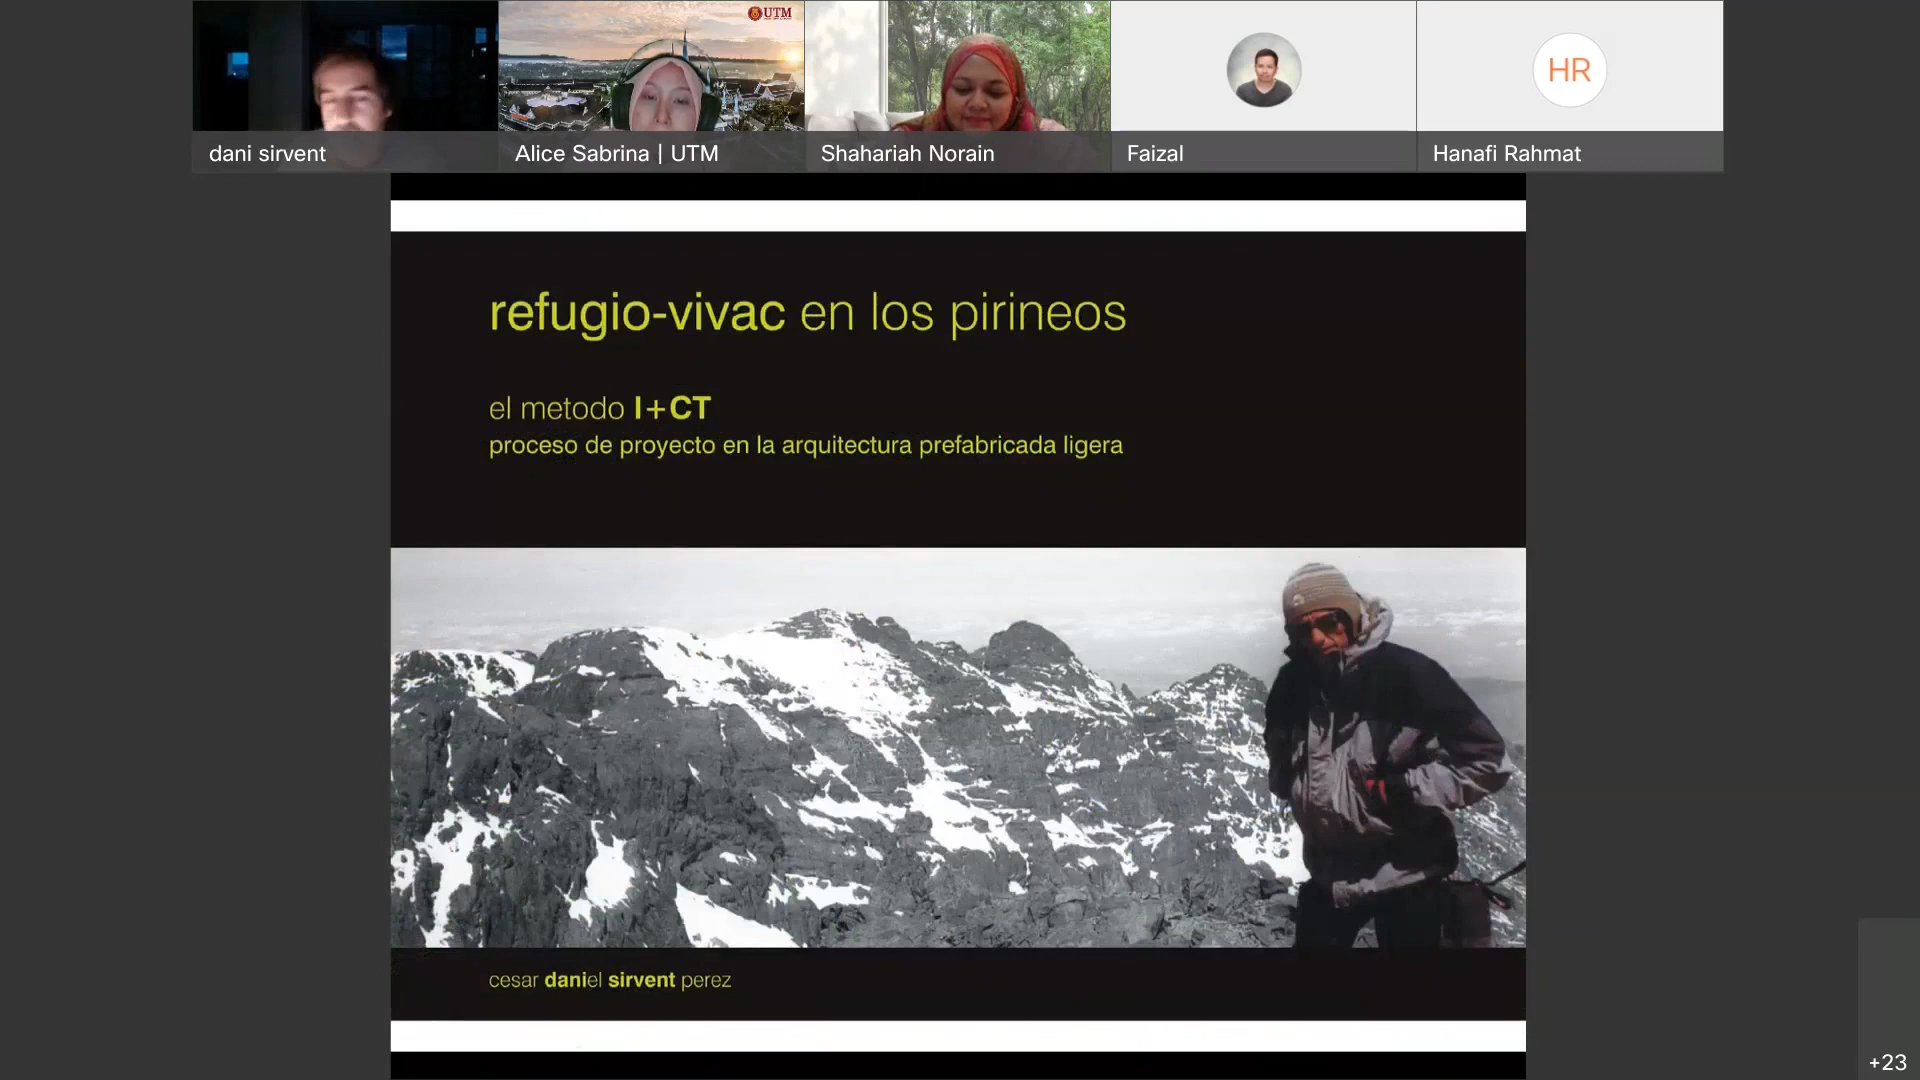 UTM
dani sirvent
Alice Sabrina | UTM
Shahariah Norain
Faizal
HR
Hanafi Rahmat
refugio-vivac en los pirineos
el metodo I+CT
proceso de proyecto en la arquitectura prefabricada ligera
cesar daniel sirvent perez
+23